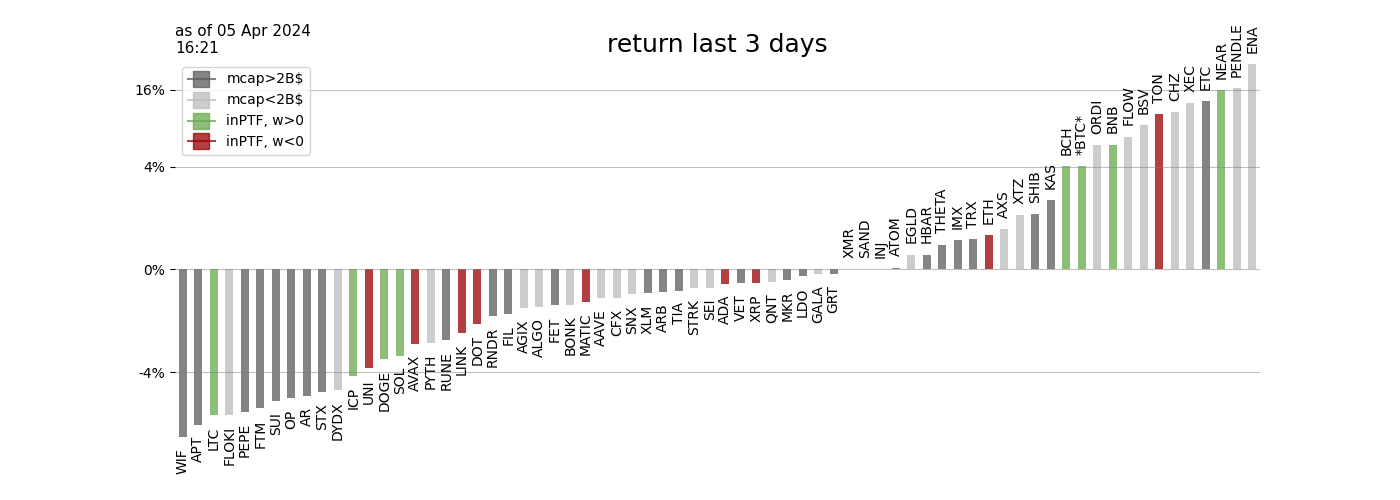 as of 05 Apr 2024
16:21
return last 3 days
mcap>2B$
mcap<2B$
inPTF, w>0
inPTF, w<0
16%
4%
0%
-4%
WIF
APT
LTC
FLOKI
PEPE
FTM
SUI
OP
AR
STX
DYDX
ICP
UNI
DOGE
SOL
AVAX
PYTH
RUNE
LINK
DOT
RNDR
FIL
AGIX
ALGO
FET
BONK
MATIC
AAVE
CFX
SNX
XLM
ARB
TIA
STRK
SEI
ADA
VET
XRP
QNT
MKR
LDO
GALA
GRT
XMR
SAND
INJ
ATOM
EGLD
HBAR
THETA
IMX
TRX
ETH
AXS
XTZ
SHIB
KAS
BCH
*BTC*
ORDI
BNB
FLOW
BSV
TON
CHZ
XEC
ETC
NEAR
PENDLE
ENA